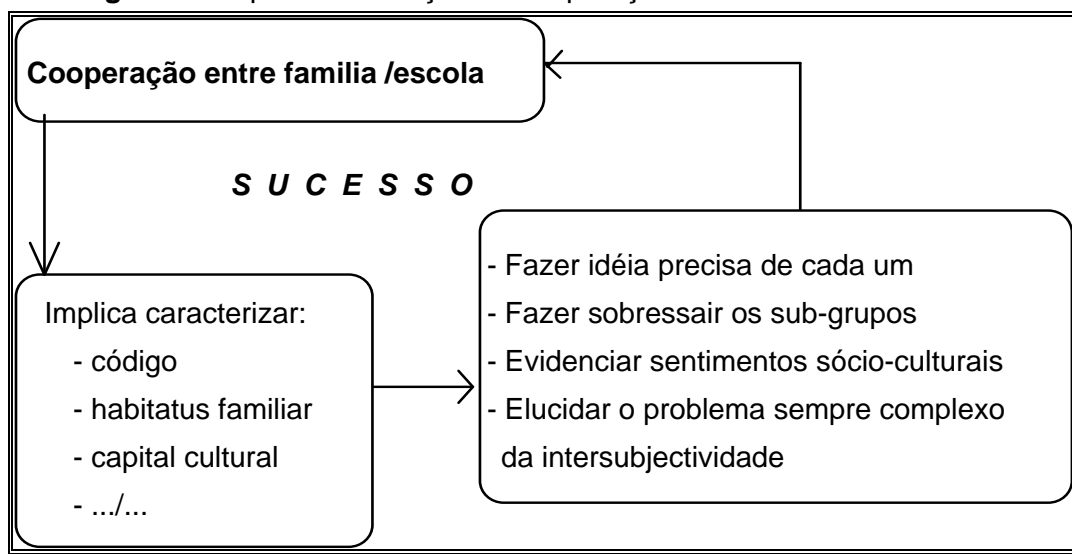 Cooperação entre familia /escola
S U C E S S O
Implica caracterizar:
- código
- habitatus familiar
- capital cultural
- .../...
- Fazer idéia precisa de cada um
- Fazer sobressair os sub-grupos
- Evidenciar sentimentos sócio-culturais
- Elucidar o problema sempre complexo
da intersubjectividade